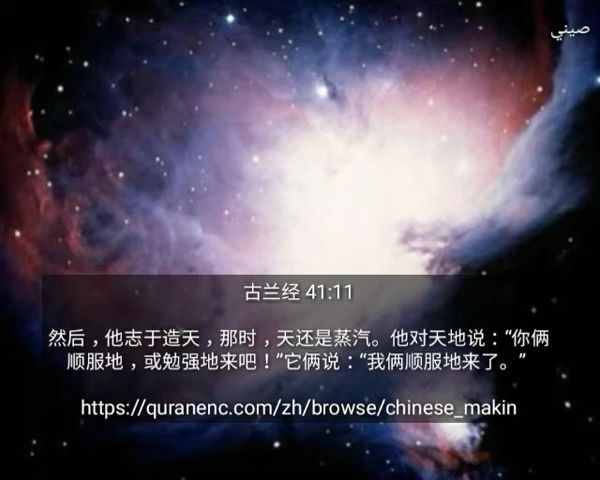 صيني
古兰经 41:11
然后，他志于造天，那时，天还是蒸汽。他对天地说：“你俩
顺服地，或勉强地来吧！”它俩说：“我俩顺服地来了。”
https://quranenc.com/zh/browse/chinese_makin